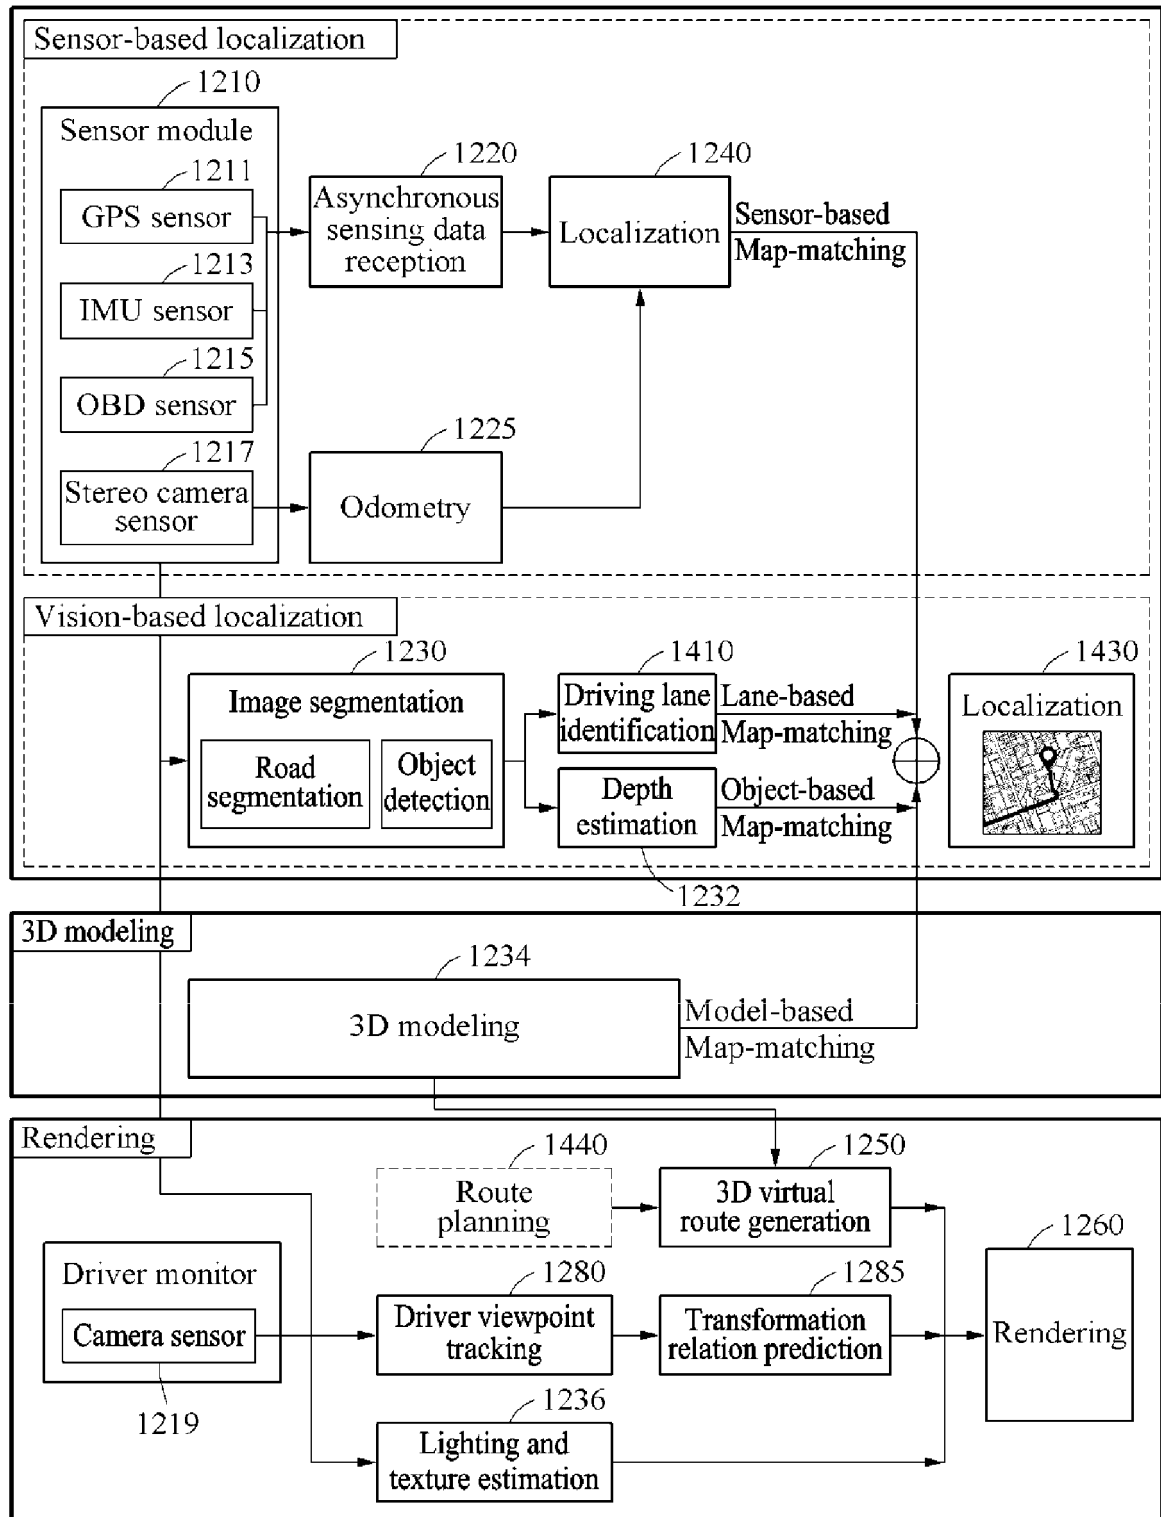 Sensor-based localization
1210
Sensor module
1211
GPS sensor
1213
IMU sensor
1215
OBD sensor
1217
Stereo camera
sensor
1220
Asynchronous
sensing data
reception
1225
Odometry
1240
Localization
Sensor-based
Map-matching
Vision-based localization
1230
Image segmentation
Road
segmentation
Object
detection
1410
Driving lane
identification
Lane-based
Map-matching
Depth
estimation
1232
Object-based
Map-matching
1430
Localization
3D modeling
1234
3D modeling
Model-based
Map-matching
Rendering
1440
Route
planning
1250
3D virtual
route generation
Driver monitor
Camera sensor
1219
1280
Driver viewpoint
tracking
1285
Transformation
relation prediction
1236
Lighting and
texture estimation
1260
Rendering